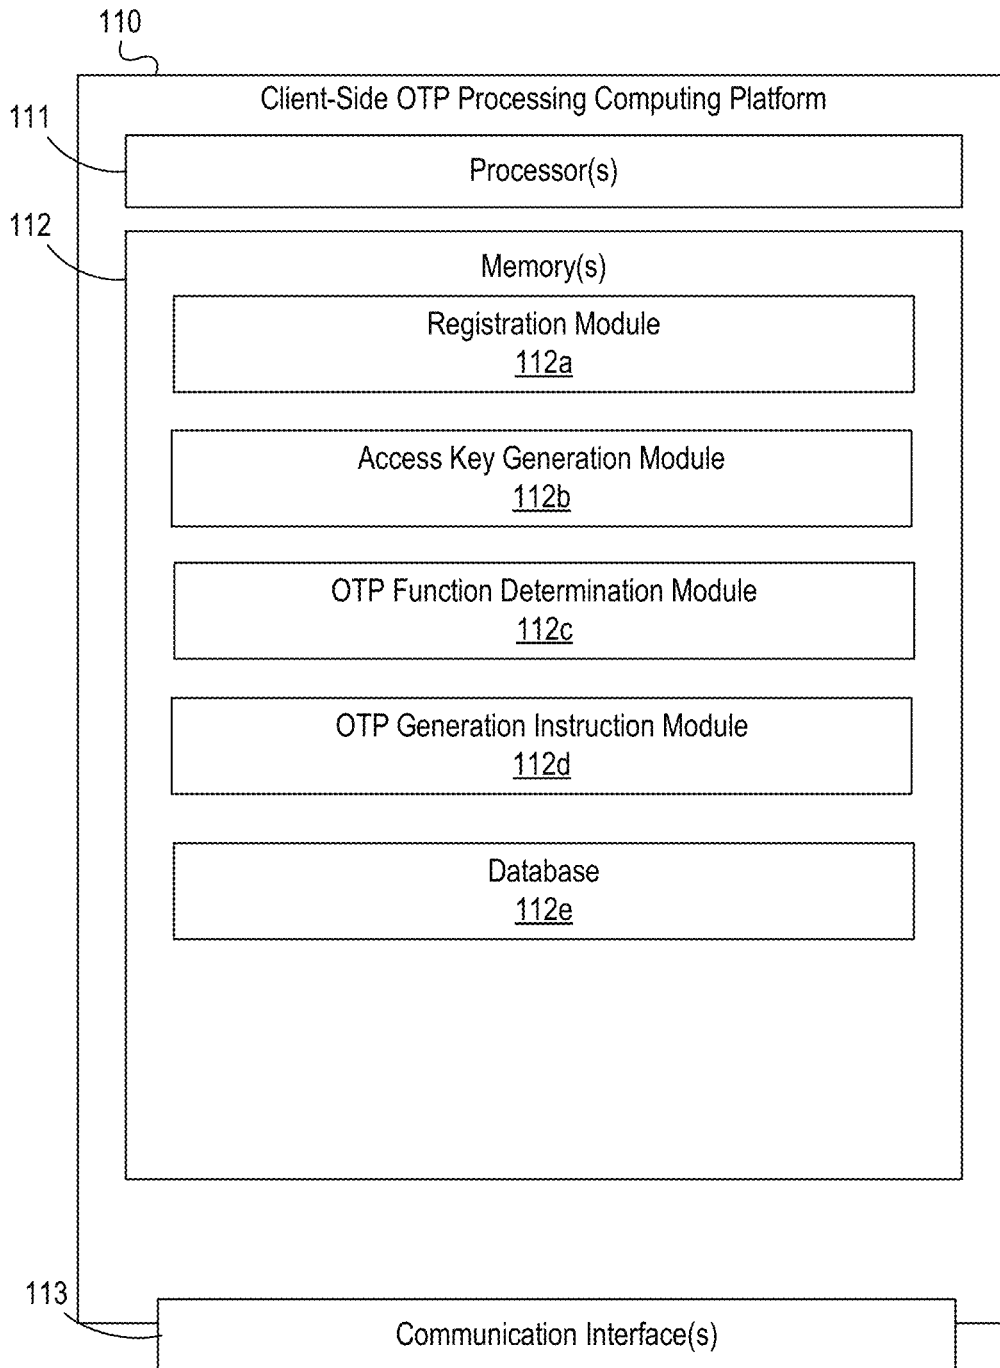 110
Client-Side OTP Processing Computing Platform
111
Processor(s)
112
Memory(s)
Registration Module
112a
Access Key Generation Module
112b
OTP Function Determination Module
112c
OTP Generation Instruction Module
112d
Database
112e
113
Communication Interface(s)